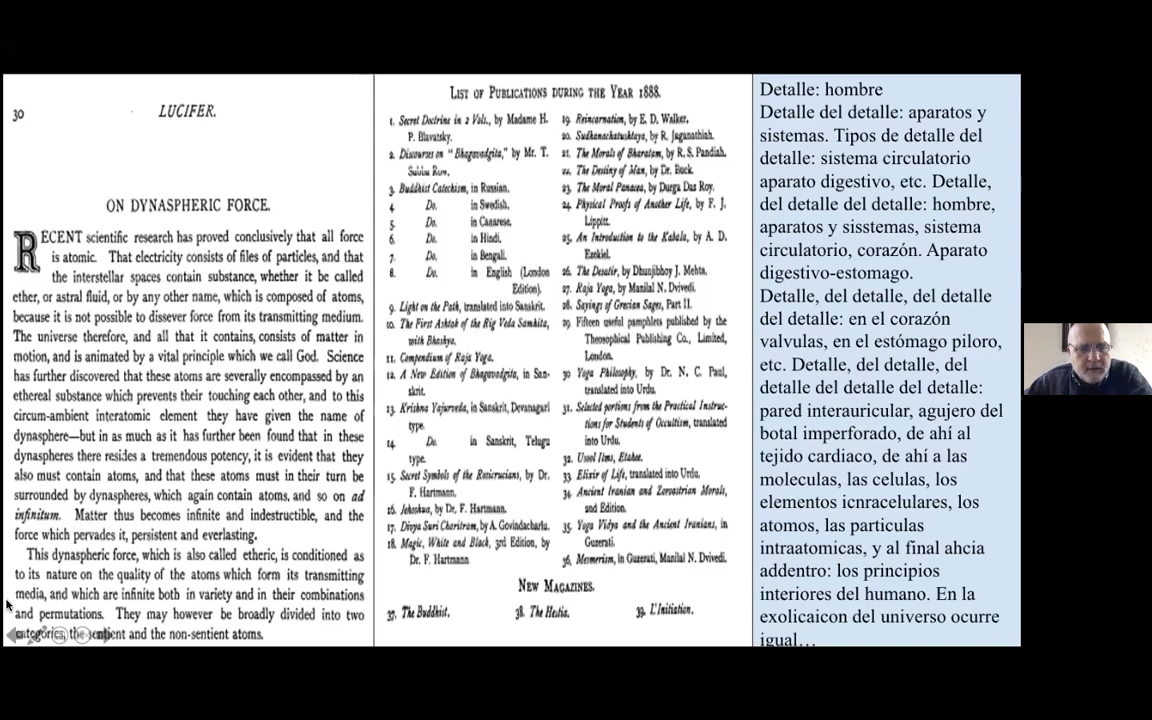 30
LUCIFER.
ON DYNASPHERIC FORCE.
RECENT scientific research has proved conclusively that all force
is atomic. That electricity consists of files of particles, and that
the interstellar spaces contain substance, whether it be called
ether, or astral fluid, or by any other name, which is composed of atoms,
because it is not possible to dissever force from its transmitting medium.
The universe therefore, and all that it contains, consists of matter in
motion, and is animated by a vital principle which we call God. Science
has further discovered that these atoms are severally encompassed by an
ethereal substance which prevents their touching each other, and to this
circum-ambient interatomic element they have given the name of
dynasphere—but in as much as it has further been found that in these
dynaspheres there resides a tremendous potency, it is evident that they
also must contain atoms, and that these atoms must in their turn be
surrounded by dynaspheres, which again contain atoms, and so on ad
infinitum. Matter thus becomes infinite and indestructible, and the
force which pervades it, persistent and everlasting.
This dynaspheric force, which is also called etheric, is conditioned as
to its nature on the quality of the atoms which form its transmitting
media, and which are infinite both in variety and in their combinations
and permutations. They may however be broadly divided into two
categories, the sentient and the non-sentient atoms.
LIST OF PUBLICATIONS DURING THE YEAR 1888.
1. Secret Doctrine in 2 Vols., by Madame H.
P. Blavatsky.
2. Discourses on "Bhagavadgita," by Mr. T.
Subba Row.
3. Buddhist Catechism, in Russian.
4. Do. in Swedish.
5. Do. in Canarese.
6. Do. in Hindi.
7. Do. in Bengali.
8. Do. in English (London
Edition).
9. Light on the Path, translated into Sanskrit.
10. The First Ashtok of the Rig Veda Samhita,
with Bhashya.
11. Compendium of Raja Yoga.
12. A New Edition of Bhagavadgita, in San-
skrit.
13. Krishna Yajurveda, in Sanskrit, Devanagari
type.
14. Do. in Sanskrit, Telugu
type.
15. Secret Symbols of the Rosicrucians, by Dr.
F. Hartmann.
16. Jehoshua, by Dr. F. Hartmann.
17. Divya Suri Charitram, by A. Govindacharlu.
18. Magic, White and Black, 3rd Edition, by
Dr. F. Hartmann
19. Reincarnation, by E. D. Walker.
20. by R. Jaganathiah.
21. The Morals of Bharatam, by R. S. Pandiah.
22. The Destiny of Man, by Dr. Buck.
23. The Moral Panacea, by Durga Das Roy.
24. Physical Proofs of Another Life, by F. J.
Lippitt.
25. An Introduction to the Kabala, by A. D.
Ezekiel.
26. The Desatir, by Dhunjibhoy J. Mehta.
27. Raja Yoga, by Manilal N. Dvivedi.
28. Sayings of Grecian Sages, Part II.
29. Fifteen useful pamphlets published by the
Theosophical Publishing Co., Limited,
London.
30 Yoga Philosophy, by Dr. N. C. Paul,
translated into Urdu.
31. Selected portions from the Practical Instruc-
tions for Students of Occultism, translated
into Urdu.
32.
33 Elixir of Life, translated into Urdu.
34 Ancient Iranian and Zoroastrian Morals,
2nd Edition.
35. Yoga Vidya and the Ancient Iranians, in
Guzerati.
36. Mesmerism, in Guzerati, Manilal N. Dvivedi.
NEW MAGAZINES.
37. The Buddhist. 38. The Hestia. 39. L'Initiation.
Detalle: hombre
Detalle del detalle: aparatos y
sistemas. Tipos de detalle del
detalle: sistema circulatorio
aparato digestivo, etc. Detalle,
del detalle del detalle: hombre,
aparatos y sisstemas, sistema
circulatorio, corazón. Aparato
digestivo-estomago.
Detalle, del detalle, del detalle
del detalle: en el corazón
valvulas, en el estómago piloro,
etc. Detalle, del detalle, del
detalle del detalle del detalle:
pared interauricular, agujero del
botal imperforado, de ahí al
tejido cardiaco, de ahí a las
moleculas, las celulas, los
elementos icnracelulares, los
atomos, las particulas
intraatomicas, y al final ahcia
addentro: los principios
interiores del humano. En la
exolicaicon del universo ocurre
igual…